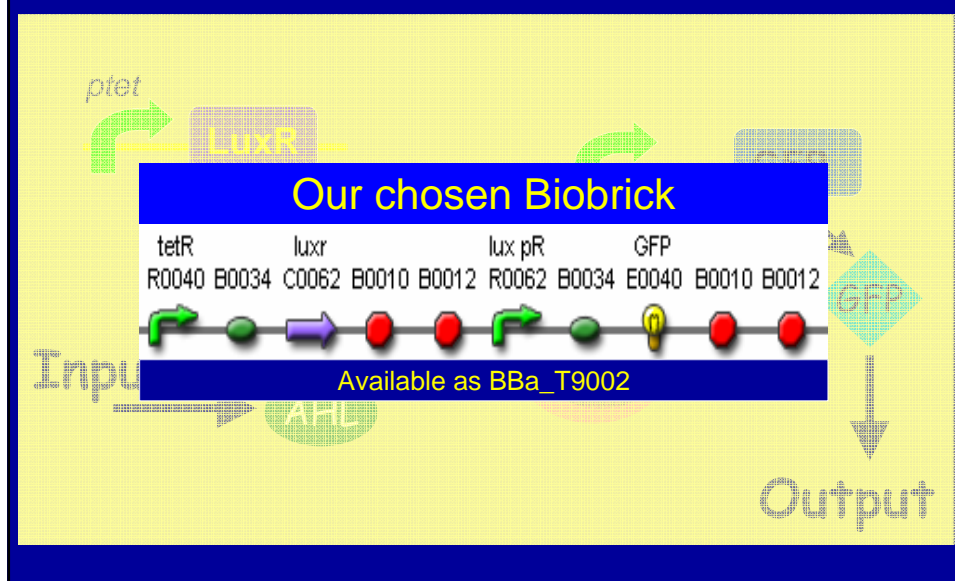 ptet
LuxR
Our chosen Biobrick
tetR luxr lux pR GFP
R0040 B0034 C0062 B0010 B0012 R0062 B0034 E0040 B0010 B0012
GFP
Available as BBa_T9002
AHL
Output